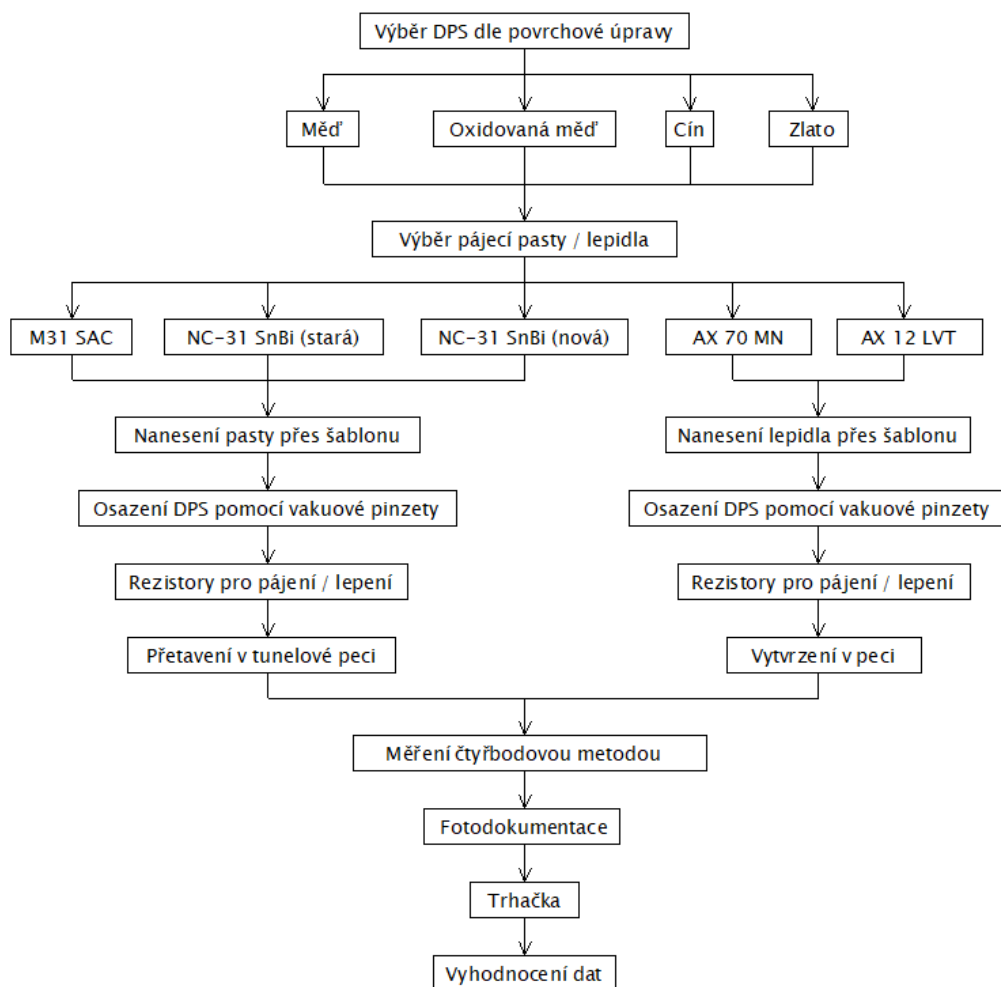 Výběr DPS dle povrchové úpravy
Měď
Oxidovaná měď
Cín
Zlato
Výběr pájecí pasty / lepidla
M31 SAC
NC-31 SnBi (stará)
NC-31 SnBi (nová)
AX 70 MN
AX 12 LVT
Nanesení pasty přes šablonu
Nanesení lepidla přes šablonu
Osazení DPS pomocí vakuové pinzety
Osazení DPS pomocí vakuové pinzety
Rezistory pro pájení / lepení
Rezistory pro pájení / lepení
Přetavení v tunelové peci
Vytvrzení v peci
Měření čtyřbodovou metodou
Fotodokumentace
Trhačka
Vyhodnocení dat